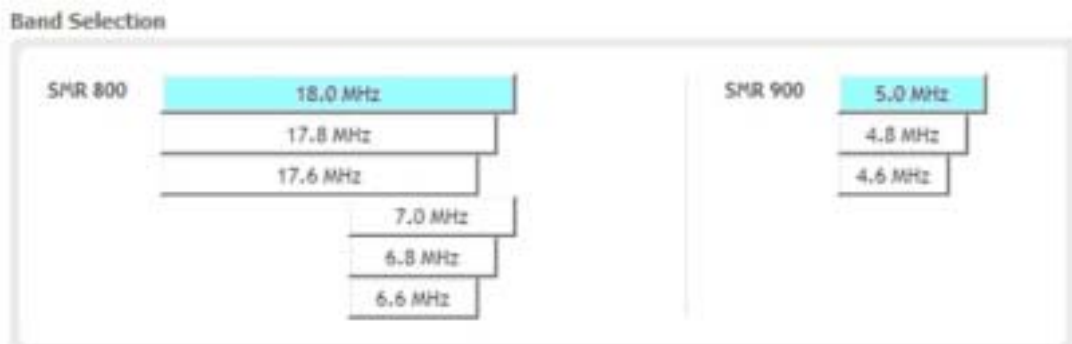 Band Selection
SMR 800
18.0 MHz
17.8 MHz
17.6 MHz
7.0 MHz
6.8 MHz
6.6 MHz
SMR 900
5.0 MHz
4.8 MHz
4.6 MHz